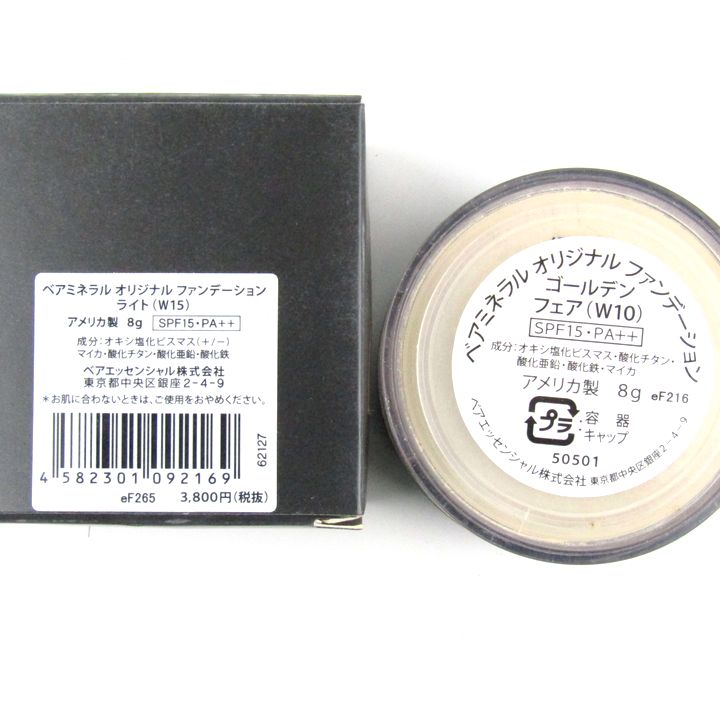 ベアミネラル オリジナル ファンデーション
ライト(W15)
アメリカ製 8g SPF15・PA++
成分:オキシ塩化ビスマス(+/−)
マイカ・酸化チタン・酸化亜鉛・酸化鉄
ベアエッセンシャル株式会社
東京都中央区銀座2-4-9
*お肌に合わないときは、ご使用をおやめください。
62127
4 582301 092169
eF265 3,800円(税抜)
ベアミネラル オリジナル ファンデーション
ゴールデン
フェア(W10)
SPF15・PA++
成分:オキシ塩化ビスマス・酸化チタン・
酸化亜鉛・酸化鉄・マイカ
アメリカ製 8g eF216
プラ :容器
:キャップ
50501
ベアエッセンシャル株式会社 東京都中央区銀座2-4-9